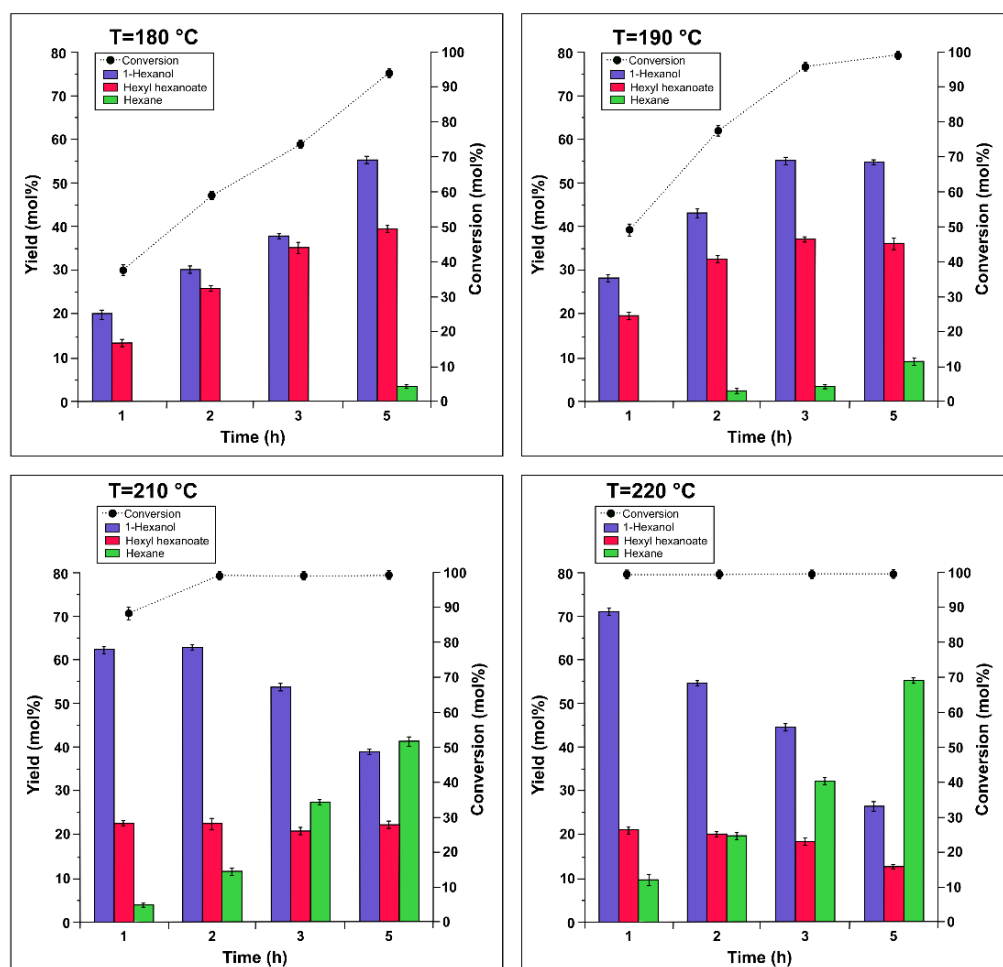 T=180 °C
Conversion
1-Hexanol
Hexyl hexanoate
Hexane
80
70
60
50
40
30
20
10
0
Yield (mol%)
100
90
80
70
60
50
40
30
20
10
0
Conversion (mol%)
1 2 3 5
Time (h)
T=190 °C
Conversion
1-Hexanol
Hexyl hexanoate
Hexane
80
70
60
50
40
30
20
10
0
Yield (mol%)
100
90
80
70
60
50
40
30
20
10
0
Conversion (mol%)
1 2 3 5
Time (h)
T=210 °C
Conversion
1-Hexanol
Hexyl hexanoate
Hexane
80
70
60
50
40
30
20
10
0
Yield (mol%)
100
90
80
70
60
50
40
30
20
10
0
Conversion (mol%)
1 2 3 5
Time (h)
T=220 °C
Conversion
1-Hexanol
Hexyl hexanoate
Hexane
80
70
60
50
40
30
20
10
0
Yield (mol%)
100
90
80
70
60
50
40
30
20
10
0
Conversion (mol%)
1 2 3 5
Time (h)